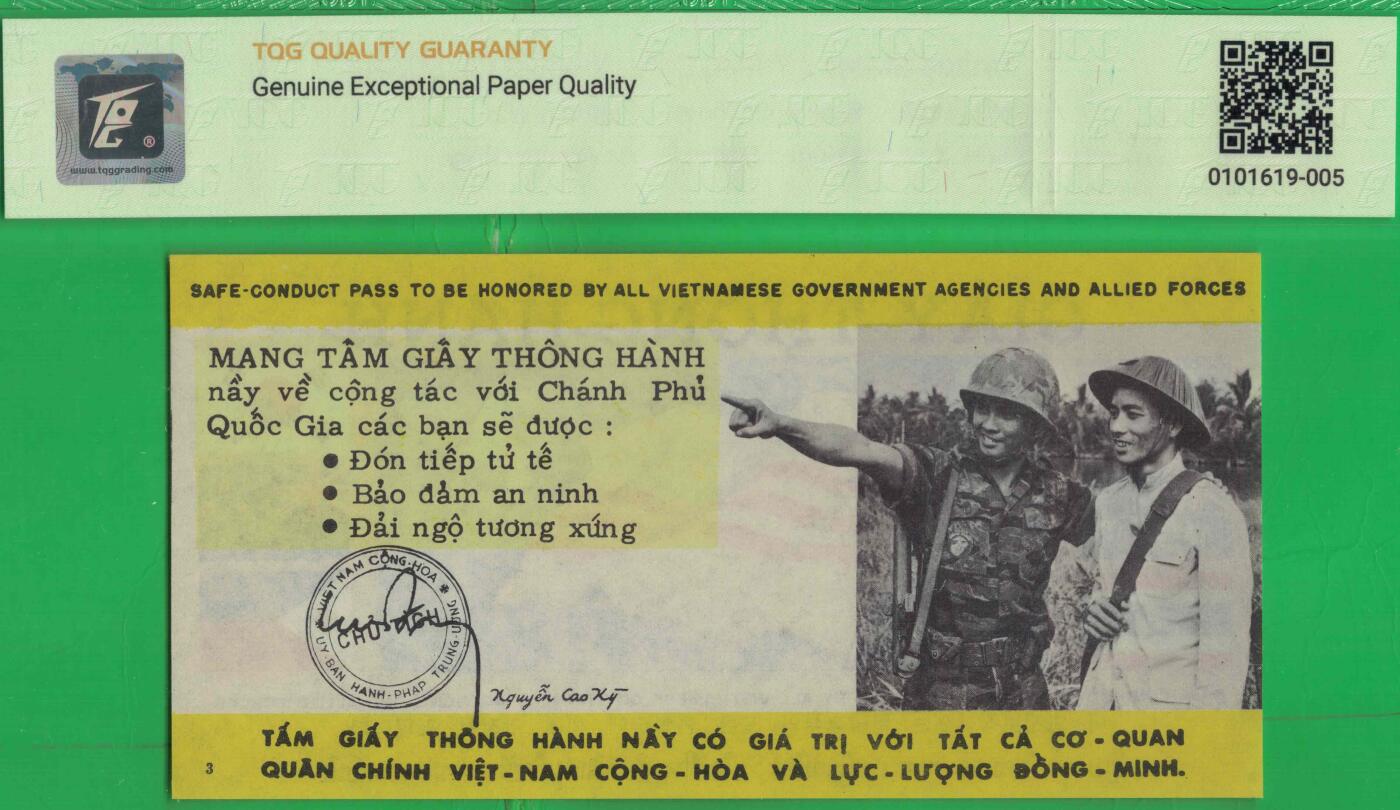 TQG QUALITY GUARANTY
Genuine Exceptional Paper Quality
TQG
®
www.tqggrading.com
0101619-005
SAFE-CONDUCT PASS TO BE HONORED BY ALL VIETNAMESE GOVERNMENT AGENCIES AND ALLIED FORCES
MANG TẤM GIẤY THÔNG HÀNH
nầy về cộng tác với Chánh Phủ
Quốc Gia các bạn sẽ được :
● Đón tiếp tử tế
● Bảo đảm an ninh
● Đải ngộ tương xứng
VIỆT NAM CỘNG-HOA
CHỦ TỊCH
ỦY-BAN HÀNH-PHÁP TRUNG-ƯƠNG
Nguyễn Cao Kỳ
TẤM GIẤY THÔNG HÀNH NẦY CÓ GIÁ TRỊ VỚI TẤT CẢ CƠ - QUAN
3 QUÂN CHÍNH VIỆT - NAM CỘNG - HÒA VÀ LỰC - LƯỢNG ĐỒNG - MINH.